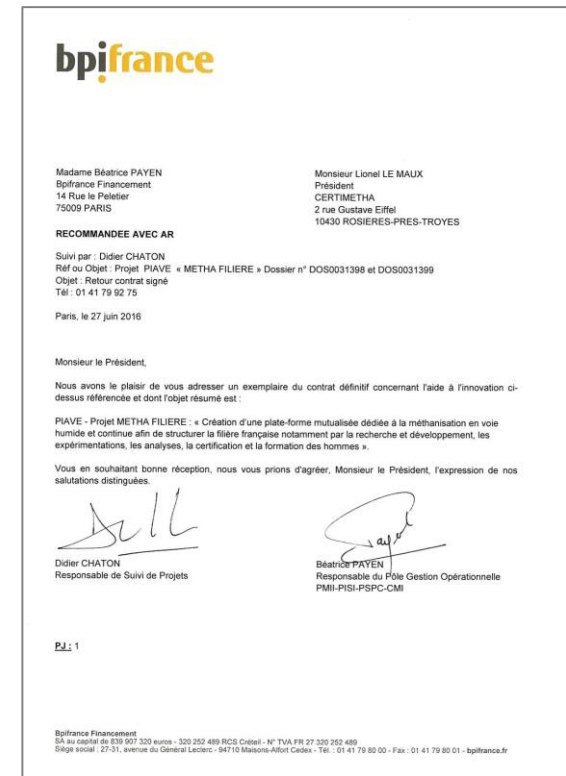 bpifrance
Madame Béatrice PAYEN
Bpifrance Financement
14 Rue le Peletier
75009 PARIS
Monsieur Lionel LE MAUX
Président
CERTIMETHA
2 rue Gustave Eiffel
10430 ROSIERES-PRES-TROYES
RECOMMANDEE AVEC AR
Suivi par : Didier CHATON
Réf ou Objet : Projet PIAVE « METHA FILIERE » Dossier n° DOS0031398 et DOS0031399
Objet : Retour contrat signé
Tél : 01 41 79 92 75
Paris, le 27 juin 2016
Monsieur le Président,
Nous avons le plaisir de vous adresser un exemplaire du contrat définitif concernant l'aide à l'innovation ci-
dessus référencée et dont l'objet résumé est :
PIAVE - Projet METHA FILIERE : « Création d'une plate-forme mutualisée dédiée à la méthanisation en voie
humide et continue afin de structurer la filière française notamment par la recherche et développement, les
expérimentations, les analyses, la certification et la formation des hommes ».
Vous en souhaitant bonne réception, nous vous prions d'agréer, Monsieur le Président, l'expression de nos
salutations distinguées.
Didier CHATON
Responsable de Suivi de Projets
Béatrice PAYEN
Responsable du Pôle Gestion Opérationnelle
PMII-PISI-PSPC-CMI
PJ : 1
Bpifrance Financement
SA au capital de 839 907 320 euros - 320 252 489 RCS Créteil - N° TVA FR 27 320 252 489
Siège social : 27-31, avenue du Général Leclerc - 94710 Maisons-Alfort Cedex - Tél. : 01 41 79 80 00 - Fax : 01 41 79 80 01 - bpifrance.fr